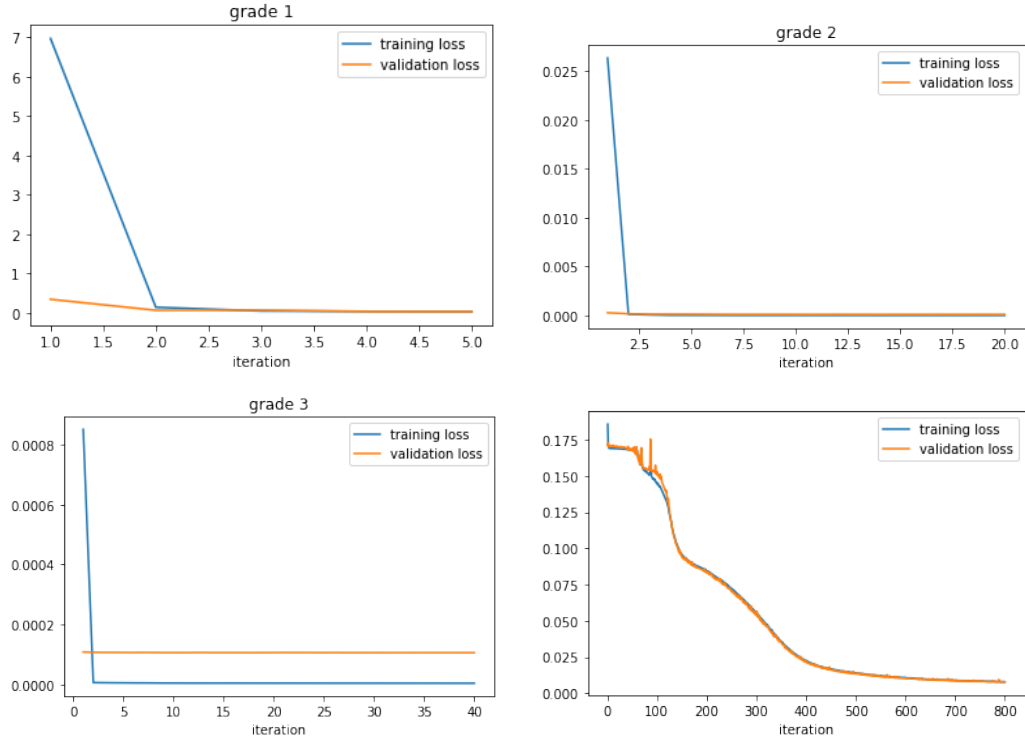 grade 1
7
6
5
4
3
2
1
0
training loss
validation loss
1.0 1.5 2.0 2.5 3.0 3.5 4.0 4.5 5.0
iteration
grade 2
0.025
0.020
0.015
0.010
0.005
0.000
training loss
validation loss
2.5 5.0 7.5 10.0 12.5 15.0 17.5 20.0
iteration
grade 3
0.0008
0.0006
0.0004
0.0002
0.0000
training loss
validation loss
0 5 10 15 20 25 30 35 40
iteration
0.175
0.150
0.125
0.100
0.075
0.050
0.025
0.000
training loss
validation loss
0 100 200 300 400 500 600 700 800
iteration